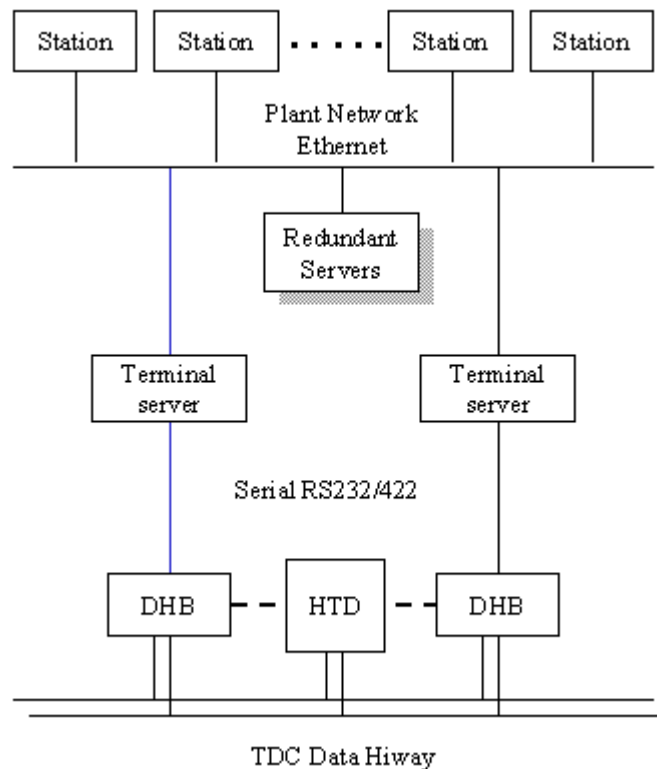 Station
Station
Station
Station
Plant Network
Ethernet
Redundant
Servers
Terminal
server
Terminal
server
Serial RS232/422
DHB
HTD
DHB
TDC Data Hiway